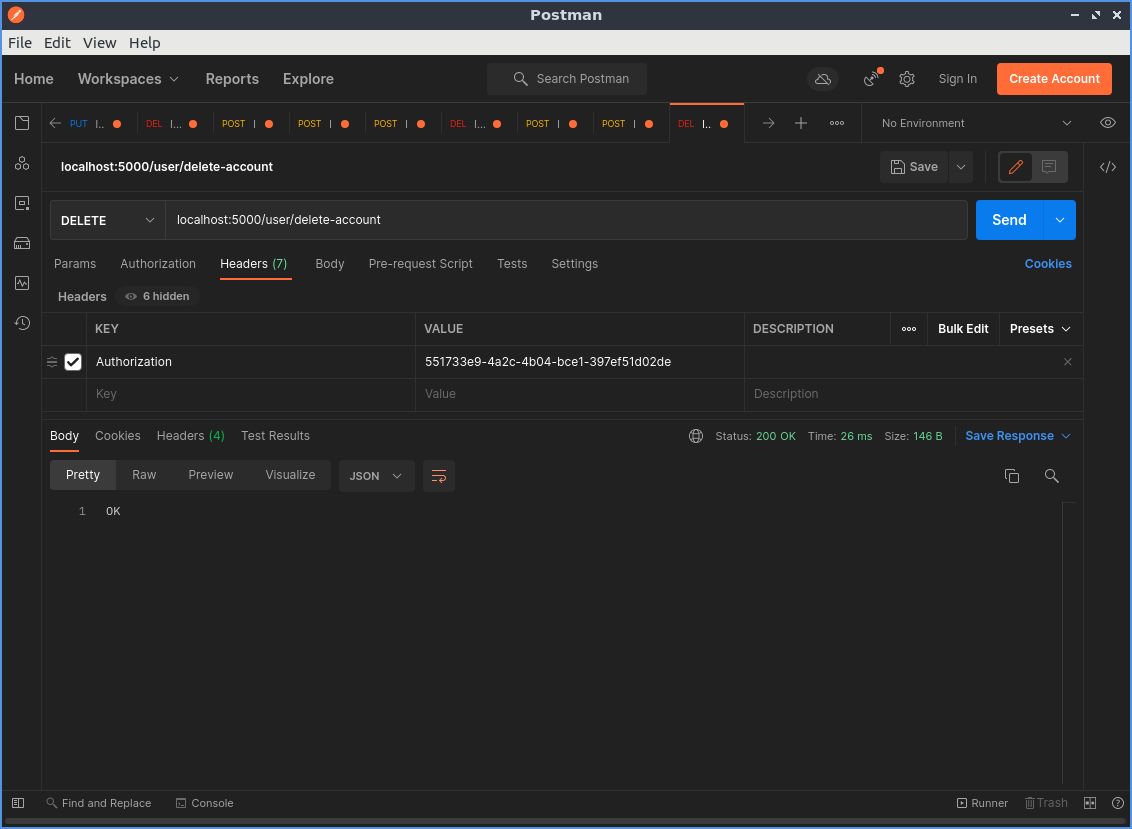 Postman
File Edit View Help
Home Workspaces Reports Explore Search Postman Sign In Create Account
PUT l.. DEL l... POST l POST l POST l DEL l... POST l POST l DEL l.. No Environment
localhost:5000/user/delete-account Save
DELETE localhost:5000/user/delete-account Send
Params Authorization Headers (7) Body Pre-request Script Tests Settings Cookies
Headers 6 hidden
KEY VALUE DESCRIPTION Bulk Edit Presets
Authorization 551733e9-4a2c-4b04-bce1-397ef51d02de
Key Value Description
Body Cookies Headers (4) Test Results Status: 200 OK Time: 26 ms Size: 146 B Save Response
Pretty Raw Preview Visualize JSON
1 OK
Find and Replace Console Runner Trash